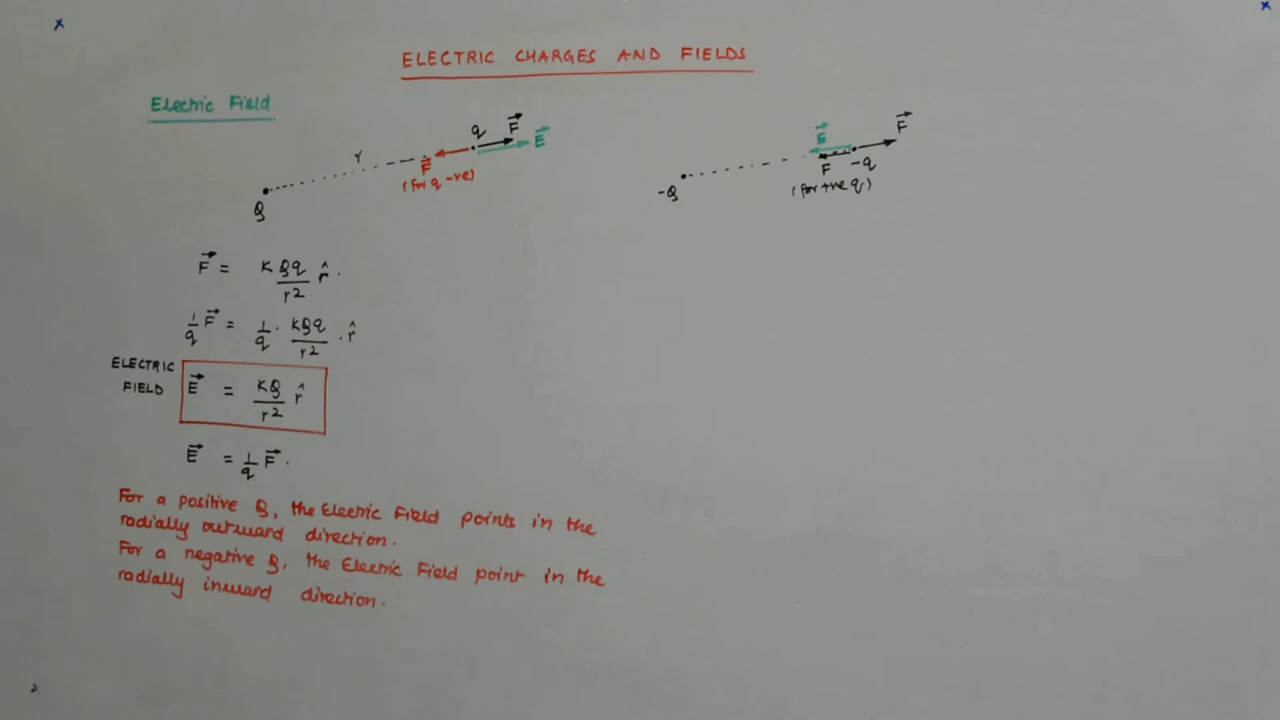 ELECTRIC CHARGES AND FIELDS
Electric Field
q F⃗ E⃗
r
F⃗
(for q -ve)
Q
E⃗ F⃗
F -q
(for +ve q)
-Q
F⃗ = KQq/r² r̂.
1/q F⃗ = 1/q · KQq/r² . r̂
ELECTRIC FIELD
E⃗ = KQ/r² r̂
E⃗ = 1/q F⃗.
For a positive Q, the Electric Field points in the
radially outward direction.
For a negative Q, the Electric Field point in the
radially inward direction.
2